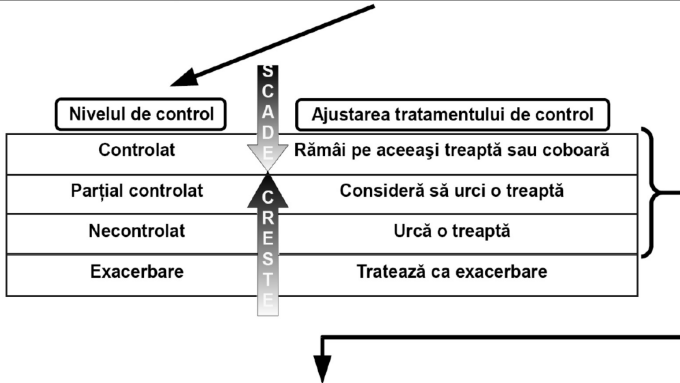 SCADE
Nivelul de control
Ajustarea tratamentului de control
Controlat
Rămâi pe aceeaşi treaptă sau coboară
Parțial controlat
Consideră să urci o treaptă
CRESTE
Necontrolat
Urcă o treaptă
Exacerbare
Tratează ca exacerbare